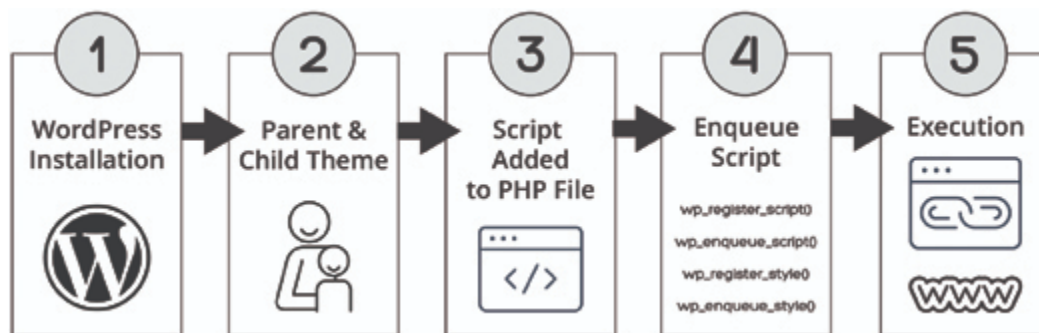 1
WordPress
Installation
2
Parent &
Child Theme
3
Script
Added
to PHP File
</>
4
Enqueue
Script
wp_register_script()
wp_enqueue_script()
wp_register_style()
wp_enqueue_style()
5
Execution
WWW